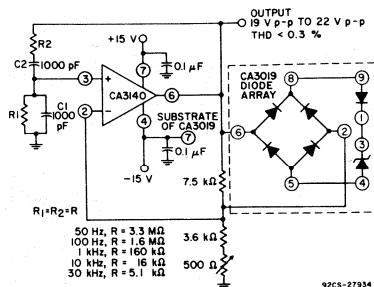 OUTPUT
19 V p-p TO 22 V p-p
THD < 0.3 %
+15 V
R2
C2
1000 pF
0.1 µF
7
3
+
CA3140
6
2
−
4
R1
C1
1000
pF
SUBSTRATE
OF CA3019
7
0.1 µF
−15 V
CA3019
DIODE
ARRAY
8
9
1
6
2
3
5
4
7.5 kΩ
R1=R2=R
50 Hz, R = 3.3 MΩ
100 Hz, R = 1.6 MΩ
1 kHz, R = 160 kΩ
10 kHz, R = 16 kΩ
30 kHz, R = 5.1 kΩ
3.6 kΩ
500 Ω
92CS-27934